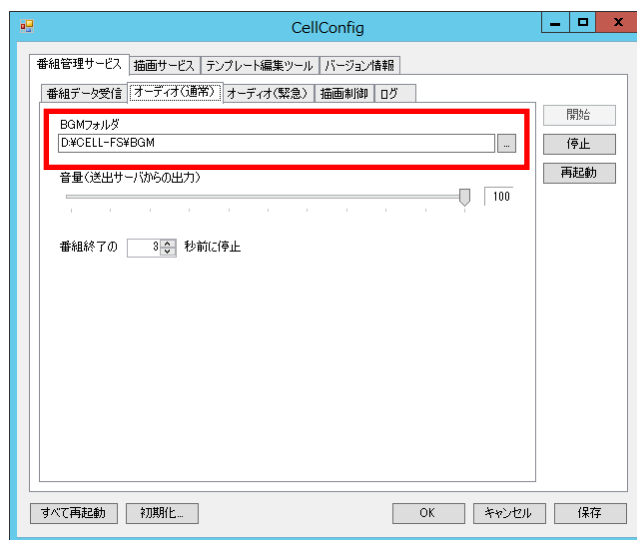 CellConfig
番組管理サービス 描画サービス テンプレート編集ツール バージョン情報
番組データ受信 オーディオ(通常) オーディオ(緊急) 描画制御 ログ
BGMフォルダ
D:¥CELL-FS¥BGM ...
音量(送出サーバからの出力)
100
番組終了の 3 秒前に停止
開始
停止
再起動
すべて再起動 初期化... OK キャンセル 保存